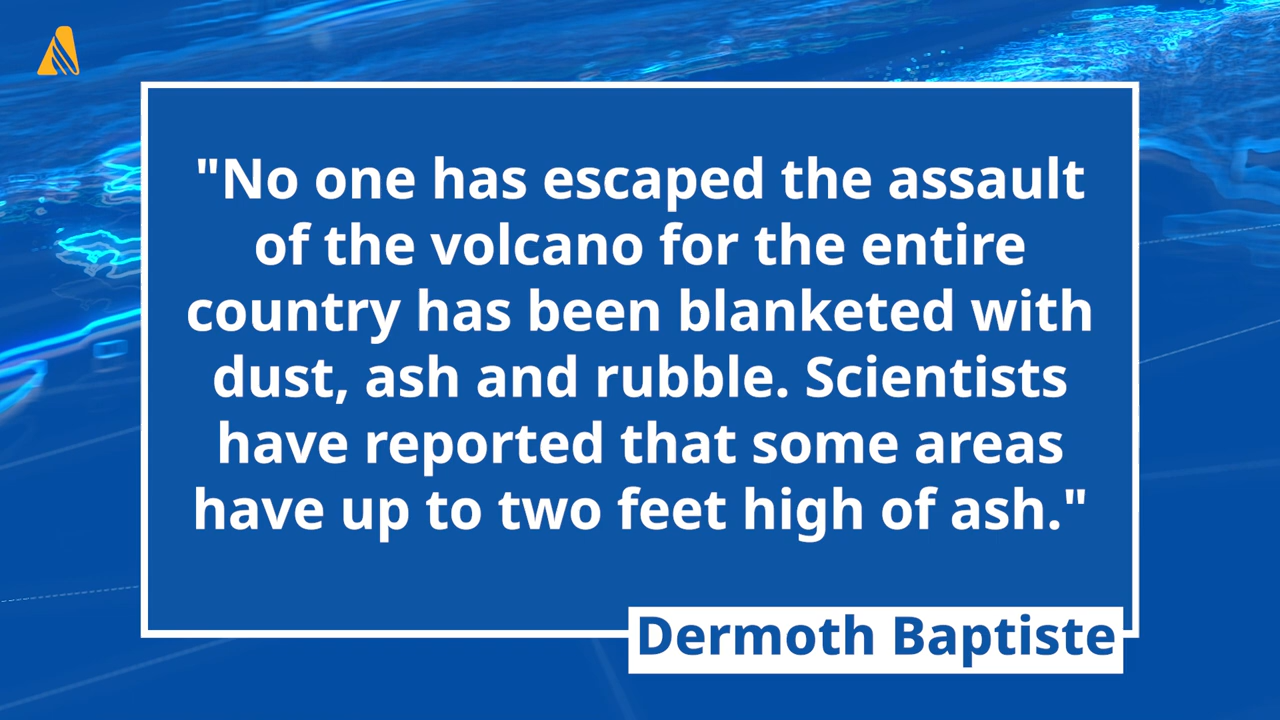 "No one has escaped the assault
of the volcano for the entire
country has been blanketed with
dust, ash and rubble. Scientists
have reported that some areas
have up to two feet high of ash."
Dermoth Baptiste